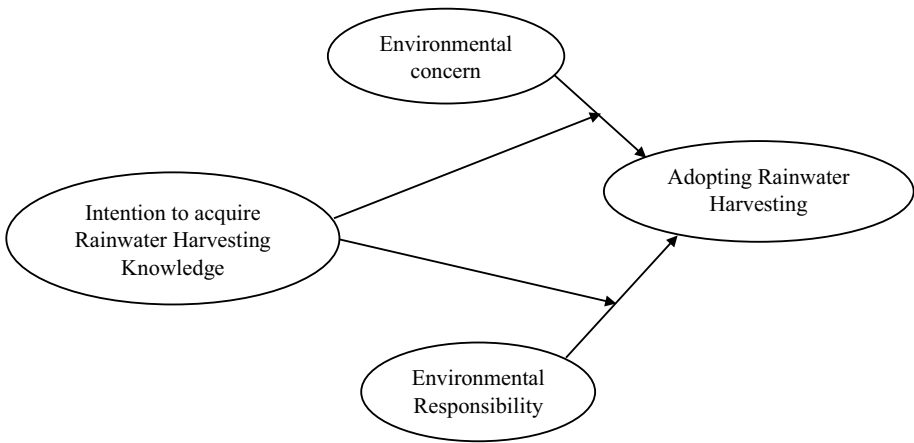 Environmental
concern
Adopting Rainwater
Harvesting
Intention to acquire
Rainwater Harvesting
Knowledge
Environmental
Responsibility